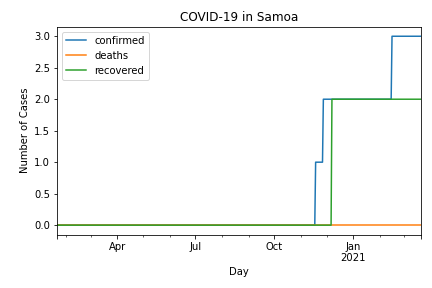 COVID-19 in Samoa
confirmed
deaths
recovered
3.0
2.5
2.0
1.5
1.0
0.5
0.0
Number of Cases
Apr
Jul
Oct
Jan
2021
Day